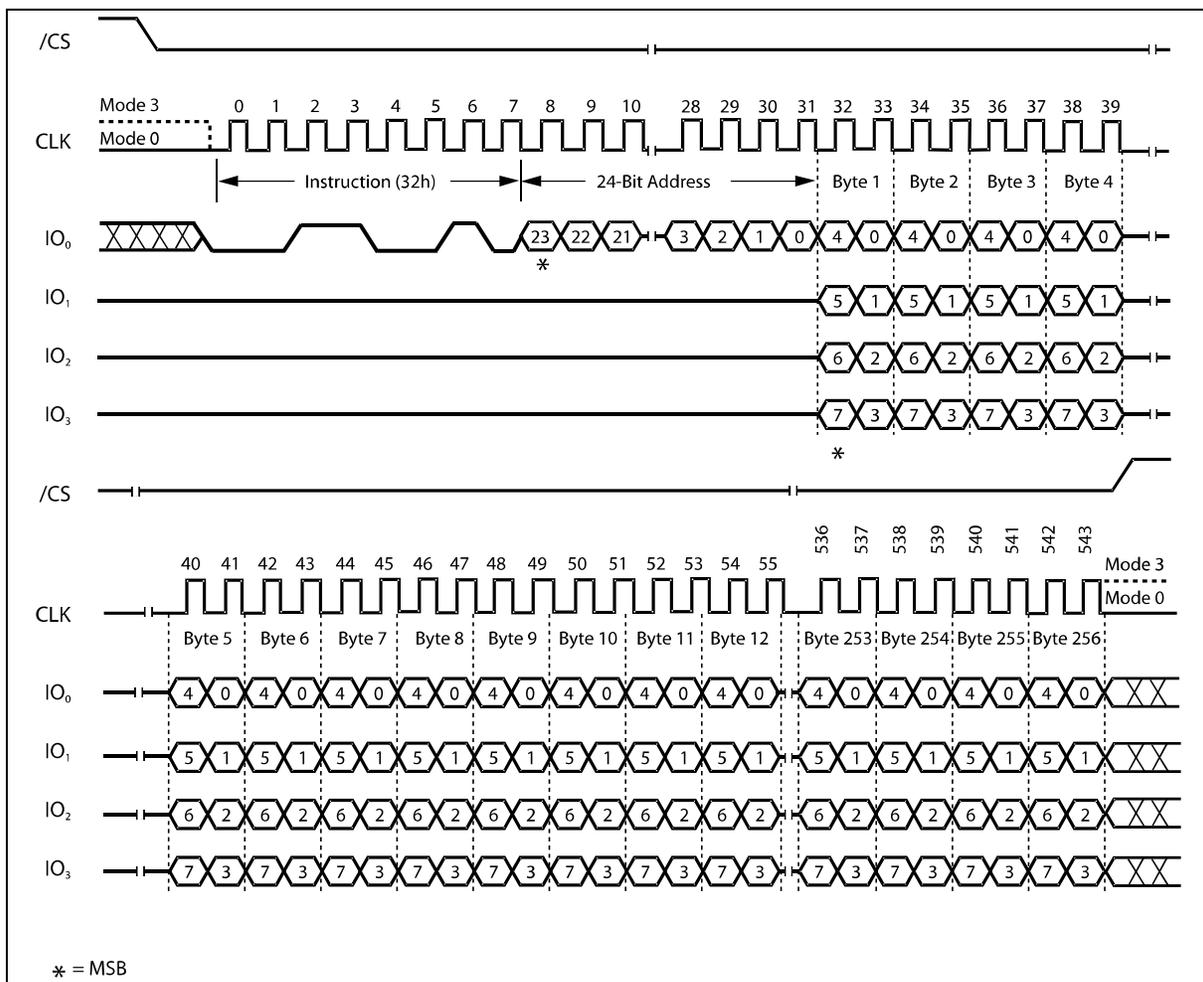 /CS
Mode 3
0 1 2 3 4 5 6 7 8 9 10 28 29 30 31 32 33 34 35 36 37 38 39
CLK
Mode 0
Instruction (32h) 24-Bit Address Byte 1 Byte 2 Byte 3 Byte 4
IO₀ 23 22 21 3 2 1 0 4 0 4 0 4 0 4 0
*
IO₁ 5 1 5 1 5 1 5 1
IO₂ 6 2 6 2 6 2 6 2
IO₃ 7 3 7 3 7 3 7 3
*
/CS
40 41 42 43 44 45 46 47 48 49 50 51 52 53 54 55 536 537 538 539 540 541 542 543
Mode 3
CLK
Mode 0
Byte 5 Byte 6 Byte 7 Byte 8 Byte 9 Byte 10 Byte 11 Byte 12 Byte 253 Byte 254 Byte 255 Byte 256
IO₀ 4 0 4 0 4 0 4 0 4 0 4 0 4 0 4 0 4 0 4 0 4 0 4 0
IO₁ 5 1 5 1 5 1 5 1 5 1 5 1 5 1 5 1 5 1 5 1 5 1 5 1
IO₂ 6 2 6 2 6 2 6 2 6 2 6 2 6 2 6 2 6 2 6 2 6 2 6 2
IO₃ 7 3 7 3 7 3 7 3 7 3 7 3 7 3 7 3 7 3 7 3 7 3 7 3
* = MSB